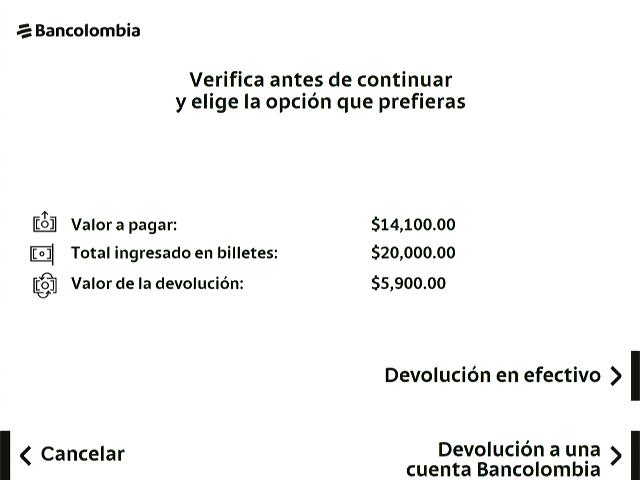 Bancolombia
Verifica antes de continuar
y elige la opción que prefieras
Valor a pagar: $14,100.00
Total ingresado en billetes: $20,000.00
Valor de la devolución: $5,900.00
Devolución en efectivo
Cancelar
Devolución a una
cuenta Bancolombia